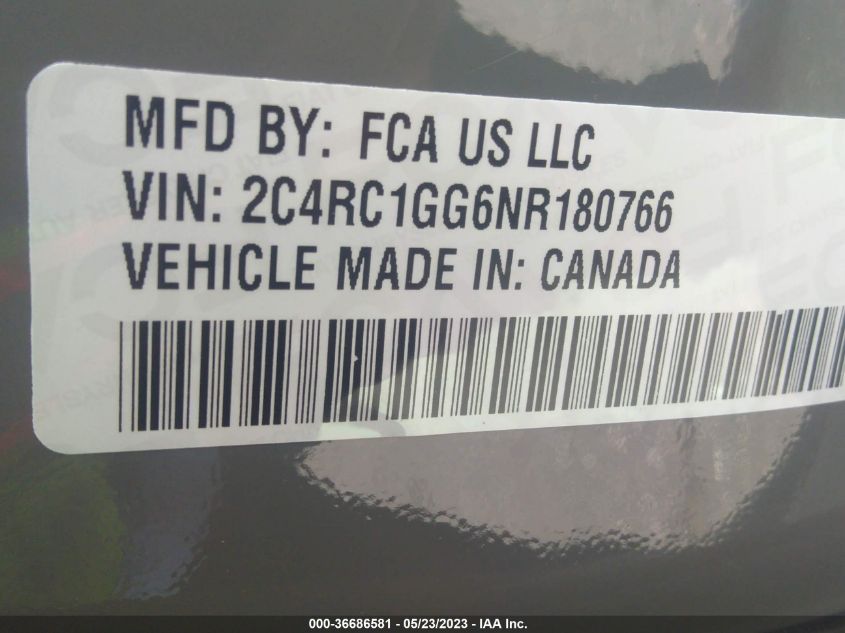 MFD BY: FCA US LLC
VIN: 2C4RC1GG6NR180766
VEHICLE MADE IN: CANADA
000-36686581 — 05/23/2023 — IAA Inc.